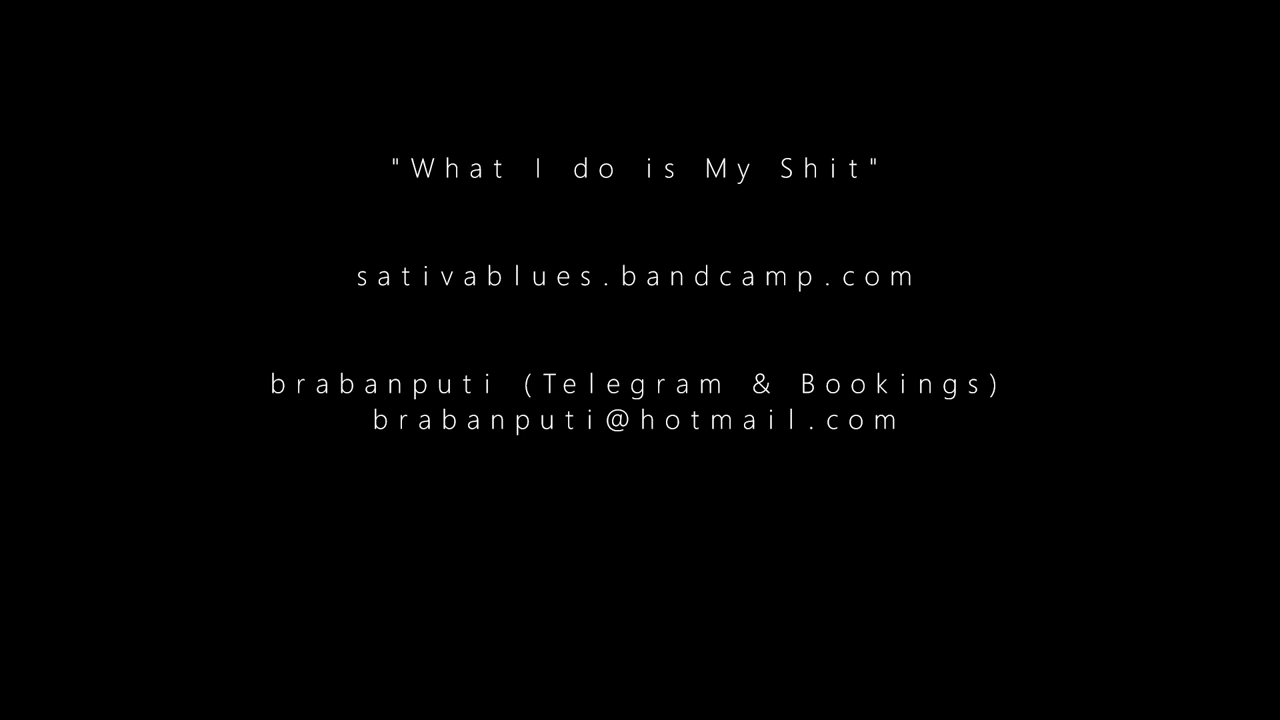 "What I do is My Shit"
sativablues.bandcamp.com
brabanputi (Telegram & Bookings)
brabanputi@hotmail.com